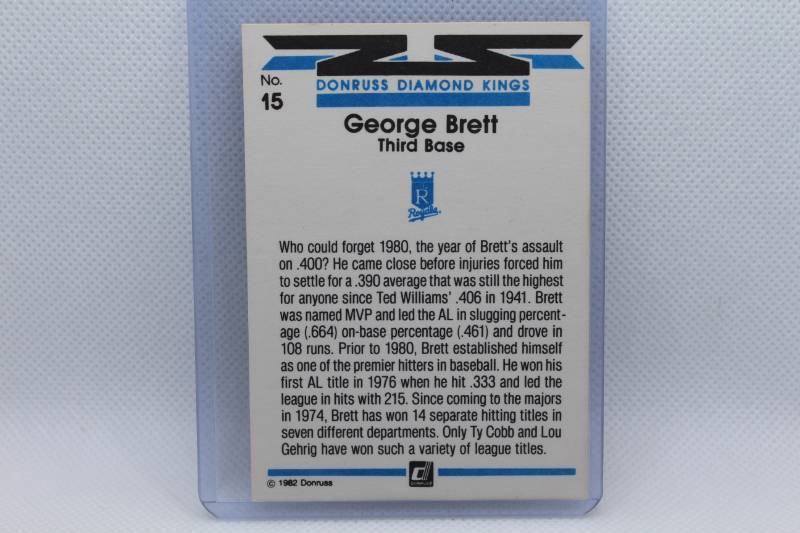 No.
15
DONRUSS DIAMOND KINGS
George Brett
Third Base
R
Royals
Who could forget 1980, the year of Brett's assault
on .400? He came close before injuries forced him
to settle for a .390 average that was still the highest
for anyone since Ted Williams' .406 in 1941. Brett
was named MVP and led the AL in slugging percent-
age (.664) on-base percentage (.461) and drove in
108 runs. Prior to 1980, Brett established himself
as one of the premier hitters in baseball. He won his
first AL title in 1976 when he hit .333 and led the
league in hits with 215. Since coming to the majors
in 1974, Brett has won 14 separate hitting titles in
seven different departments. Only Ty Cobb and Lou
Gehrig have won such a variety of league titles.
© 1982 Donruss
DONRUSS